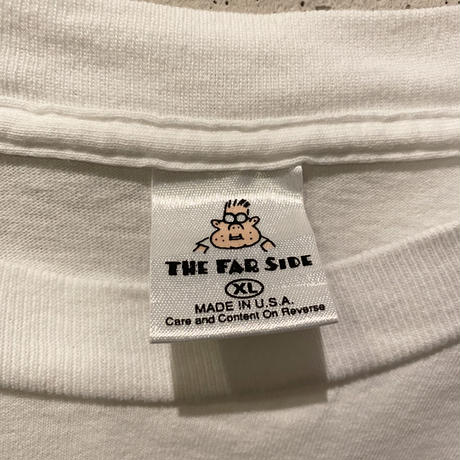 THE FAR SIDE
XL
MADE IN U.S.A.
Care and Content On Reverse